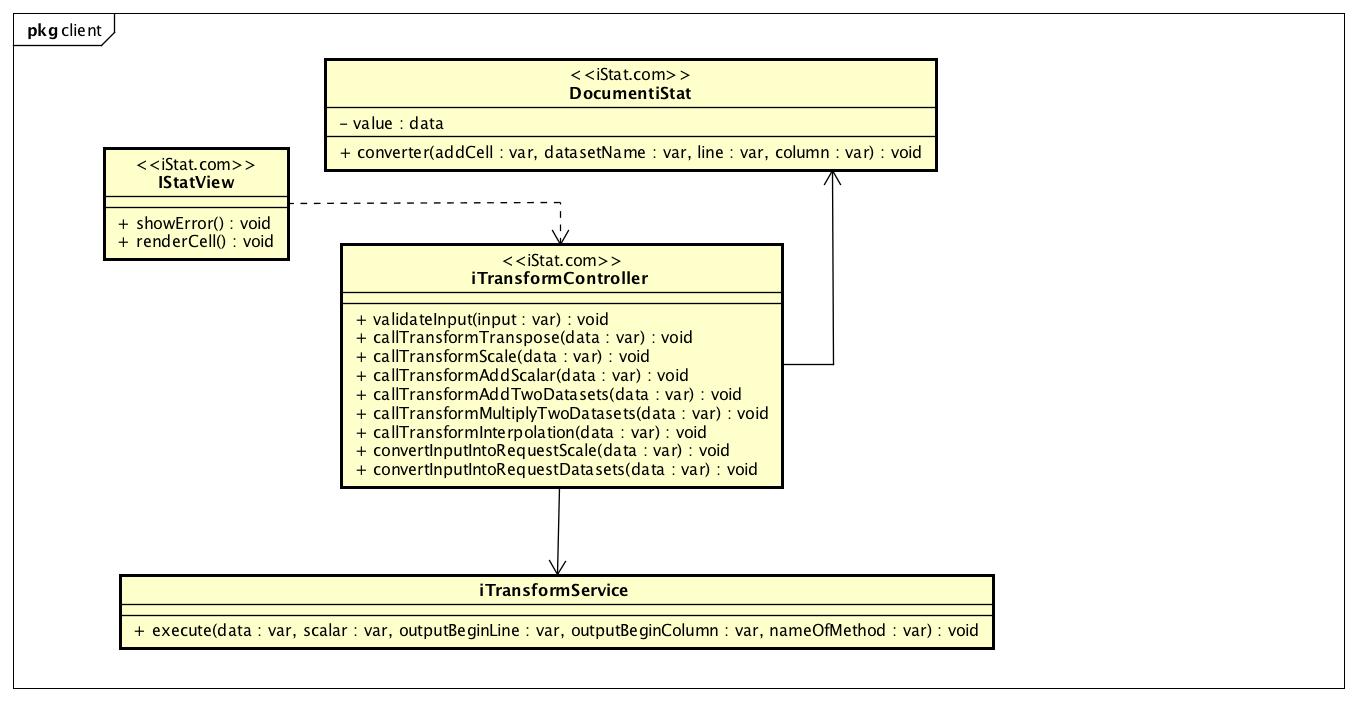 pkg client
<<iStat.com>>
DocumentiStat
- value : data
+ converter(addCell : var, datasetName : var, line : var, column : var) : void
<<iStat.com>>
IStatView
+ showError() : void
+ renderCell() : void
<<iStat.com>>
iTransformController
+ validateInput(input : var) : void
+ callTransformTranspose(data : var) : void
+ callTransformScale(data : var) : void
+ callTransformAddScalar(data : var) : void
+ callTransformAddTwoDatasets(data : var) : void
+ callTransformMultiplyTwoDatasets(data : var) : void
+ callTransformInterpolation(data : var) : void
+ convertInputIntoRequestScale(data : var) : void
+ convertInputIntoRequestDatasets(data : var) : void
iTransformService
+ execute(data : var, scalar : var, outputBeginLine : var, outputBeginColumn : var, nameOfMethod : var) : void